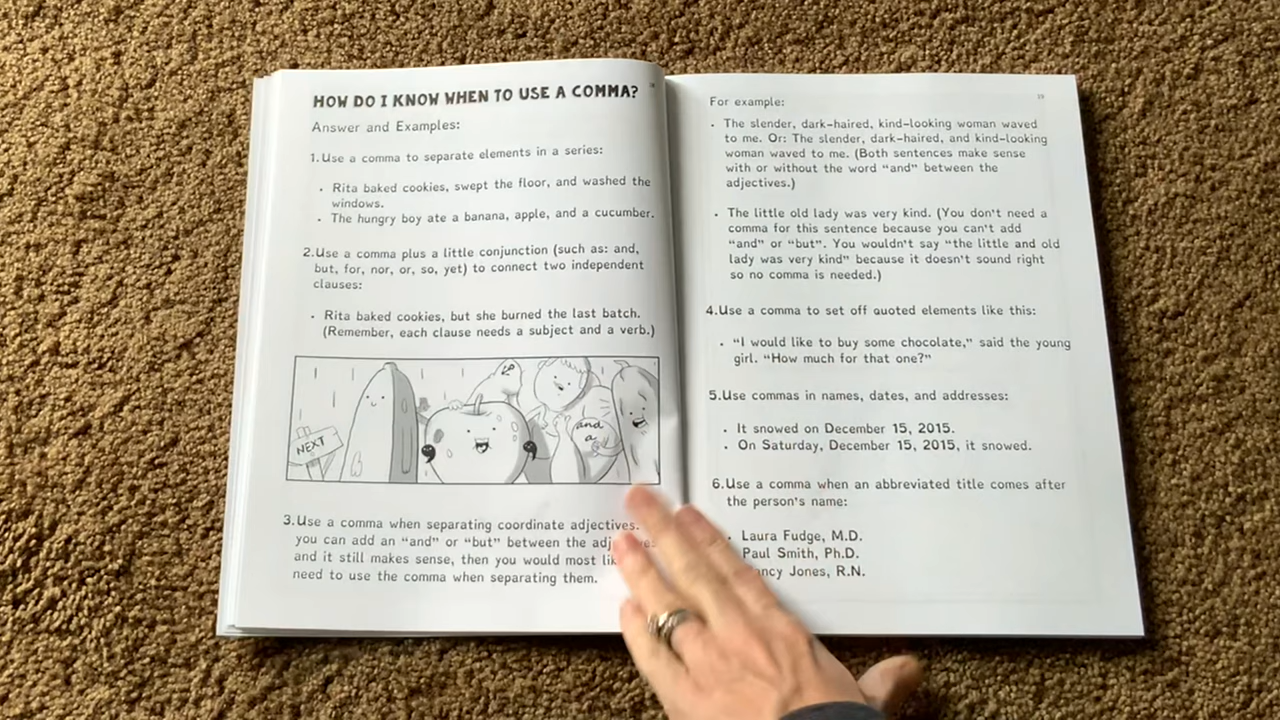 18
HOW DO I KNOW WHEN TO USE A COMMA?
Answer and Examples:
1. Use a comma to separate elements in a series:
• Rita baked cookies, swept the floor, and washed the
windows.
• The hungry boy ate a banana, apple, and a cucumber.
2. Use a comma plus a little conjunction (such as: and,
but, for, nor, or, so, yet) to connect two independent
clauses:
• Rita baked cookies, but she burned the last batch.
(Remember, each clause needs a subject and a verb.)
NEXT
and
a
3. Use a comma when separating coordinate adjectives.
you can add an "and" or "but" between the
and it still makes sense, then you would most
need to use the comma when separating them.
19
For example:
• The slender, dark-haired, kind-looking woman waved
to me. Or: The slender, dark-haired, and kind-looking
woman waved to me. (Both sentences make sense
with or without the word "and" between the
adjectives.)
• The little old lady was very kind. (You don't need a
comma for this sentence because you can't add
"and" or "but". You wouldn't say "the little and old
lady was very kind" because it doesn't sound right
so no comma is needed.)
4. Use a comma to set off quoted elements like this:
• "I would like to buy some chocolate," said the young
girl. "How much for that one?"
5. Use commas in names, dates, and addresses:
• It snowed on December 15, 2015.
• On Saturday, December 15, 2015, it snowed.
6. Use a comma when an abbreviated title comes after
the person's name:
• Laura Fudge, M.D.
Paul Smith, Ph.D.
Jones, R.N.